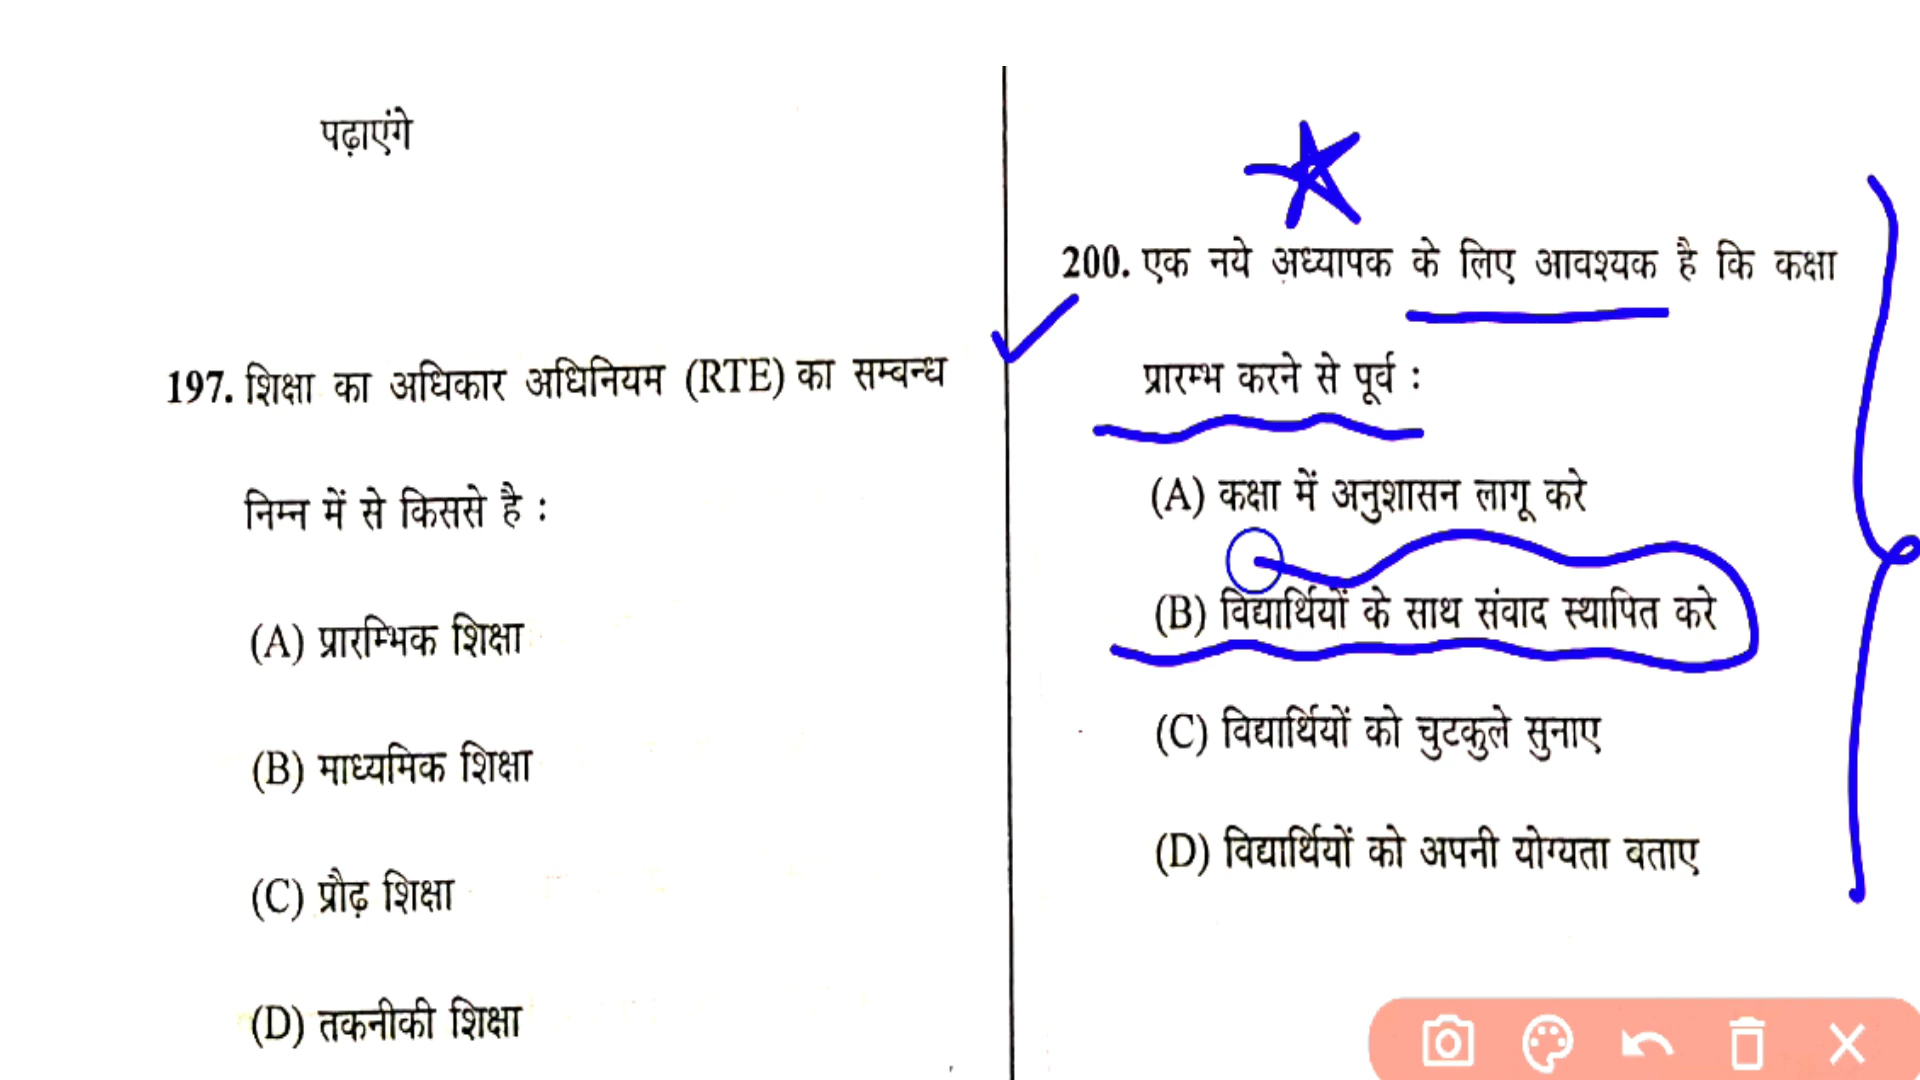 पढ़ाएंगे
197. शिक्षा का अधिकार अधिनियम (RTE) का सम्बन्ध
निम्न में से किससे है :
(A) प्रारम्भिक शिक्षा
(B) माध्यमिक शिक्षा
(C) प्रौढ़ शिक्षा
(D) तकनीकी शिक्षा
200. एक नये अध्यापक के लिए आवश्यक है कि कक्षा
प्रारम्भ करने से पूर्व :
(A) कक्षा में अनुशासन लागू करे
(B) विद्यार्थियों के साथ संवाद स्थापित करे
(C) विद्यार्थियों को चुटकुले सुनाए
(D) विद्यार्थियों को अपनी योग्यता बताए